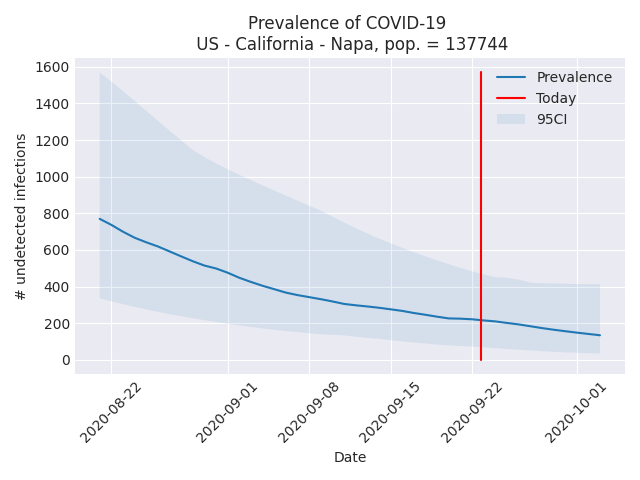 Prevalence of COVID-19
US - California - Napa, pop. = 137744
Prevalence
Today
95CI
# undetected infections
1600
1400
1200
1000
800
600
400
200
0
2020-08-22
2020-09-01
2020-09-08
2020-09-15
2020-09-22
2020-10-01
Date